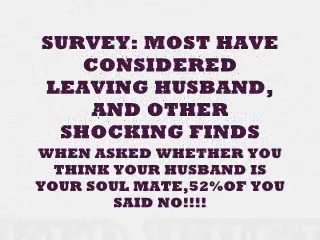 SURVEY: MOST HAVE
CONSIDERED
LEAVING HUSBAND,
AND OTHER
SHOCKING FINDS
WHEN ASKED WHETHER YOU
THINK YOUR HUSBAND IS
YOUR SOUL MATE,52%OF YOU
SAID NO!!!!